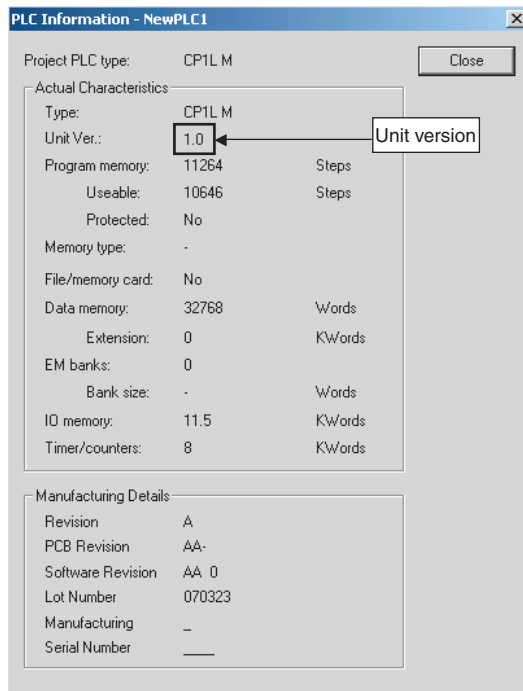 PLC Information - NewPLC1
Project PLC type: CP1L M
Close
Actual Characteristics
Type: CP1L M
Unit Ver.: 1.0
Unit version
Program memory: 11264 Steps
Useable: 10646 Steps
Protected: No
Memory type: -
File/memory card: No
Data memory: 32768 Words
Extension: 0 KWords
EM banks: 0
Bank size: - Words
IO memory: 11.5 KWords
Timer/counters: 8 KWords
Manufacturing Details
Revision A
PCB Revision AA-
Software Revision AA 0
Lot Number 070323
Manufacturing _
Serial Number ____